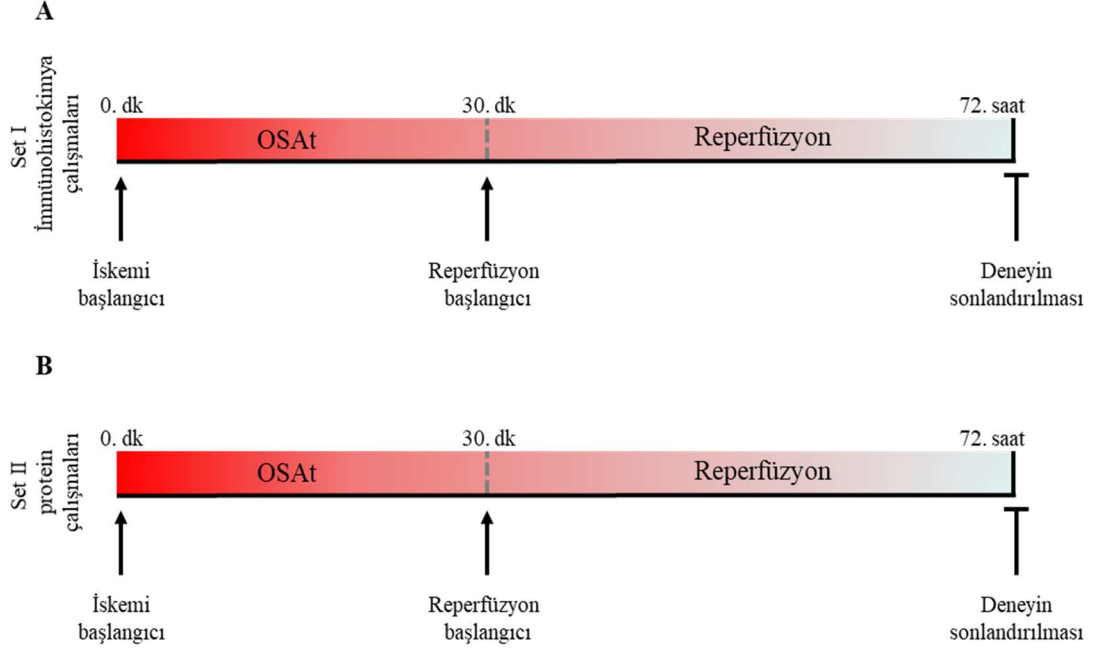 A
Set I
İmmünohistokimya
çalışmaları
0. dk
30. dk
72. saat
OSAt
Reperfüzyon
İskemi
başlangıcı
Reperfüzyon
başlangıcı
Deneyin
sonlandırılması
B
Set II
protein
çalışmaları
0. dk
30. dk
72. saat
OSAt
Reperfüzyon
İskemi
başlangıcı
Reperfüzyon
başlangıcı
Deneyin
sonlandırılması